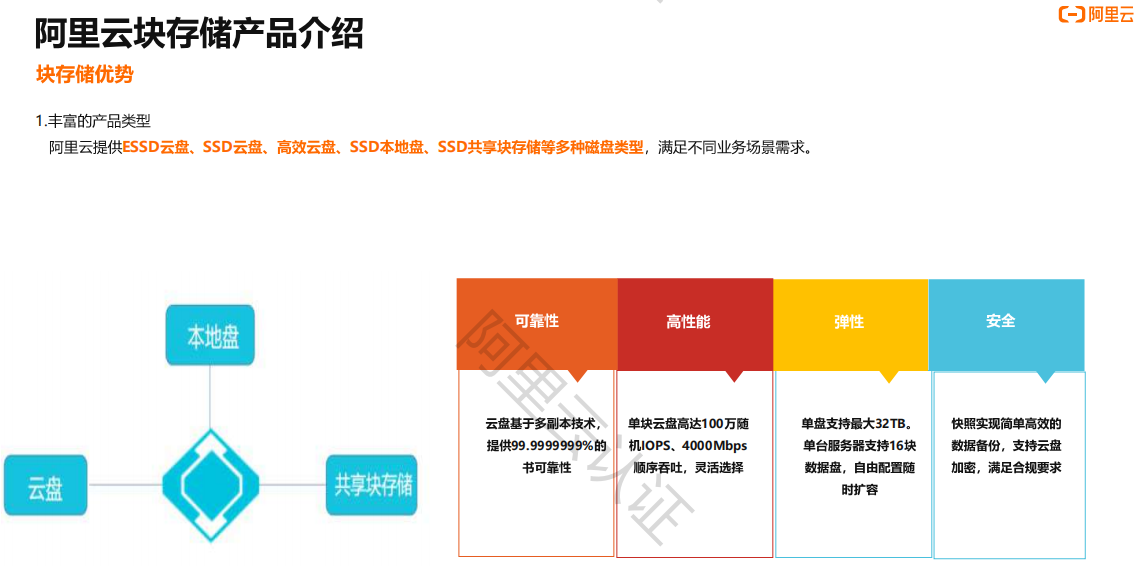 阿里云块存储产品介绍
阿里云
块存储优势
1.丰富的产品类型
阿里云提供ESSD云盘、SSD云盘、高效云盘、SSD本地盘、SSD共享块存储等多种磁盘类型，满足不同业务场景需求。
本地盘
云盘
共享块存储
可靠性
云盘基于多副本技术，
提供99.9999999%的
书可靠性
高性能
单块云盘高达100万随
机IOPS、4000Mbps
顺序吞吐，灵活选择
弹性
单盘支持最大32TB。
单台服务器支持16块
数据盘，自由配置随
时扩容
安全
快照实现简单高效的
数据备份，支持云盘
加密，满足合规要求
阿里云认证